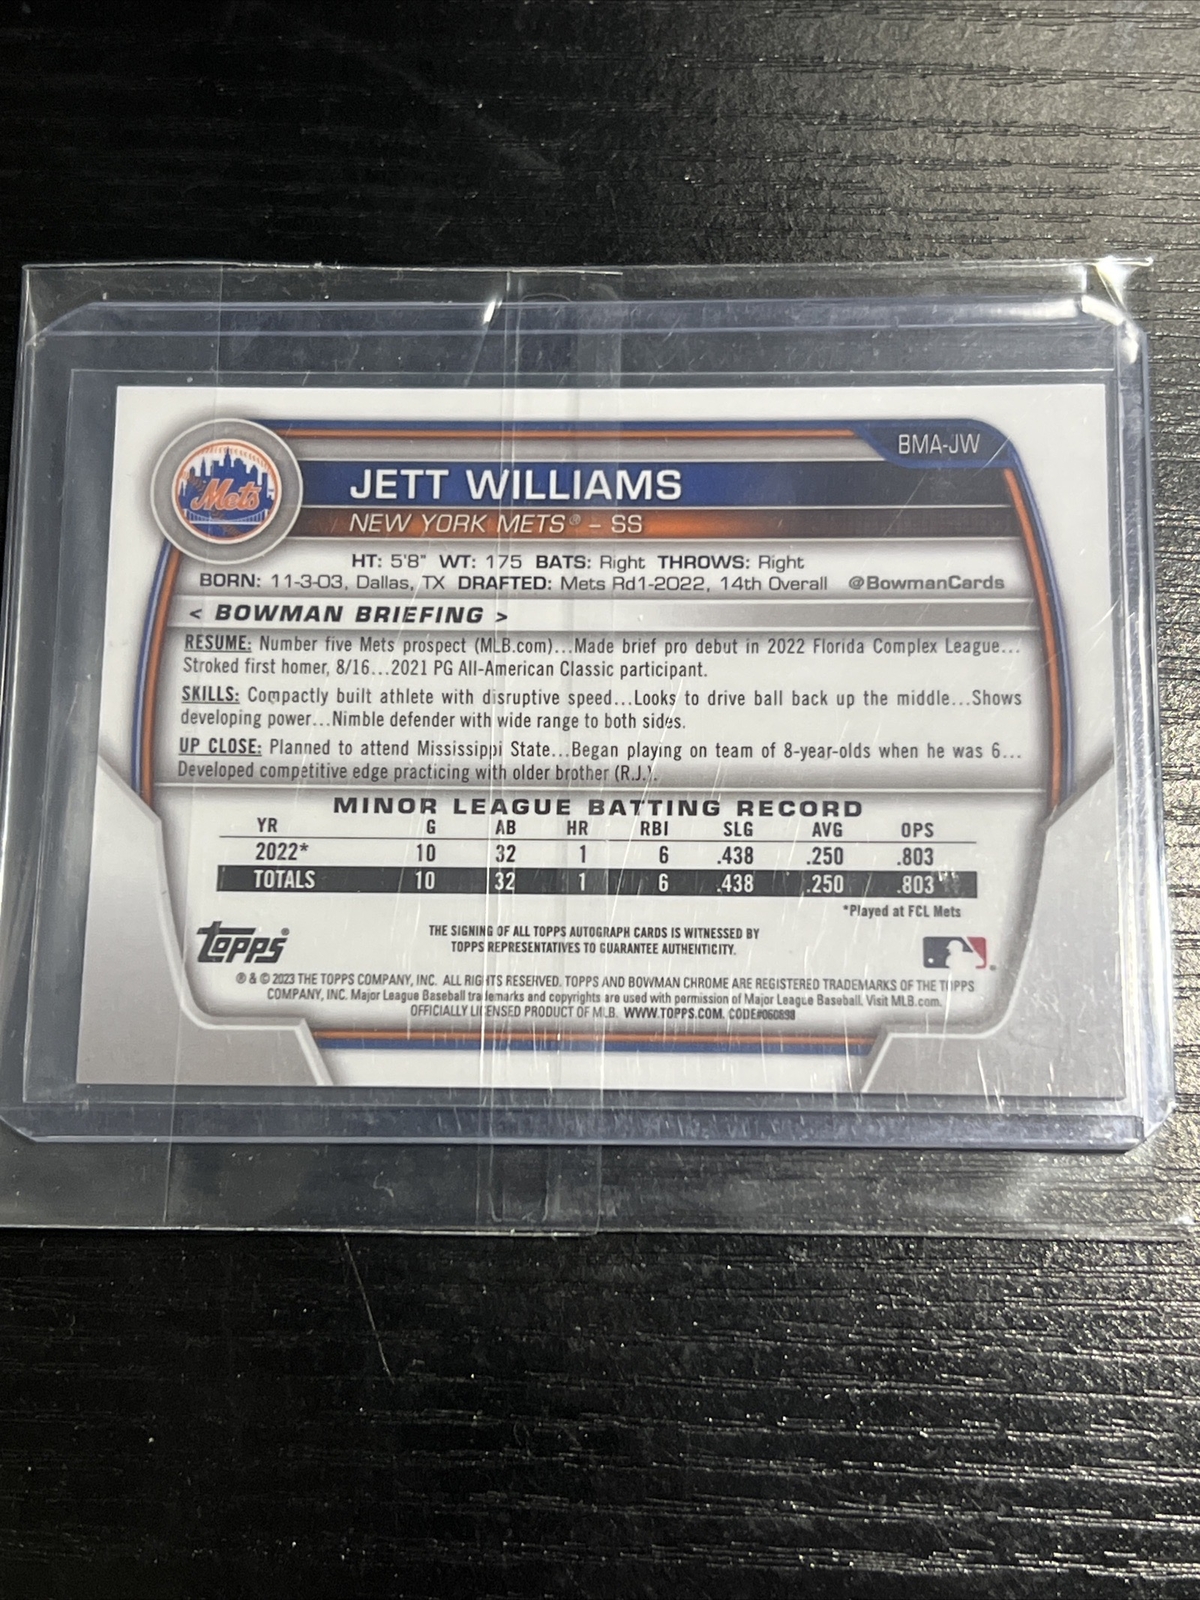 BMA-JW
Mets
JETT WILLIAMS
NEW YORK METS® – SS
HT: 5'8" WT: 175 BATS: Right THROWS: Right
BORN: 11-3-03, Dallas, TX DRAFTED: Mets Rd1-2022, 14th Overall @BowmanCards
< BOWMAN BRIEFING >
RESUME: Number five Mets prospect (MLB.com)...Made brief pro debut in 2022 Florida Complex League...
Stroked first homer, 8/16...2021 PG All-American Classic participant.
SKILLS: Compactly built athlete with disruptive speed...Looks to drive ball back up the middle...Shows
developing power...Nimble defender with wide range to both sides.
UP CLOSE: Planned to attend Mississippi State...Began playing on team of 8-year-olds when he was 6...
Developed competitive edge practicing with older brother (R.J.).
MINOR LEAGUE BATTING RECORD
YR G AB HR RBI SLG AVG OPS
2022* 10 32 1 6 .438 .250 .803
TOTALS 10 32 1 6 .438 .250 .803
*Played at FCL Mets
topps®
THE SIGNING OF ALL TOPPS AUTOGRAPH CARDS IS WITNESSED BY
TOPPS REPRESENTATIVES TO GUARANTEE AUTHENTICITY.
® & © 2023 THE TOPPS COMPANY, INC. ALL RIGHTS RESERVED. TOPPS AND BOWMAN CHROME ARE REGISTERED TRADEMARKS OF THE TOPPS
COMPANY, INC. Major League Baseball trademarks and copyrights are used with permission of Major League Baseball. Visit MLB.com.
OFFICIALLY LICENSED PRODUCT OF MLB. WWW.TOPPS.COM. CODE#060898